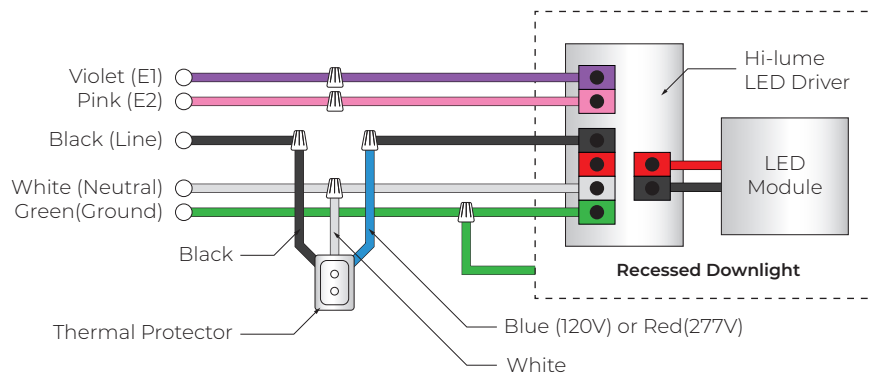 Violet (E1)
Pink (E2)
Black (Line)
White (Neutral)
Green(Ground)
Black
Thermal Protector
Blue (120V) or Red(277V)
White
Hi-lume
LED Driver
LED
Module
Recessed Downlight